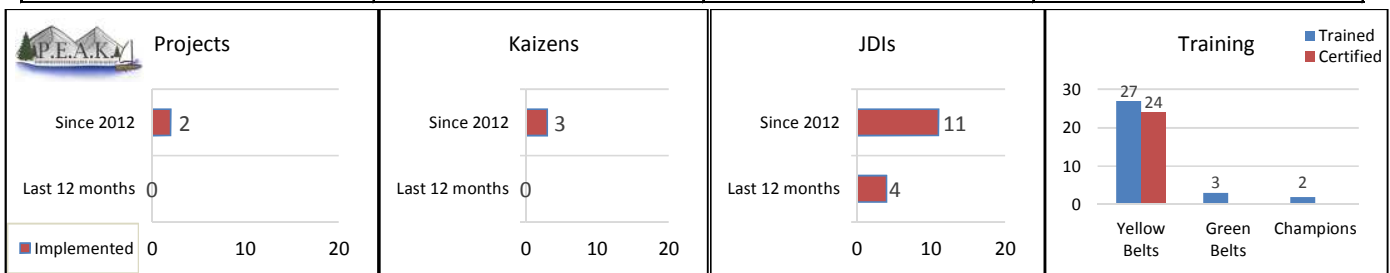 P.E.A.K.
Projects
Since 2012
2
Last 12 months
0
Implemented
0 10 20
Kaizens
Since 2012
3
Last 12 months
0
0 10 20
JDIs
Since 2012
11
Last 12 months
4
0 10 20
Training
Trained
Certified
30
20
10
0
27
24
3
2
Yellow
Belts
Green
Belts
Champions